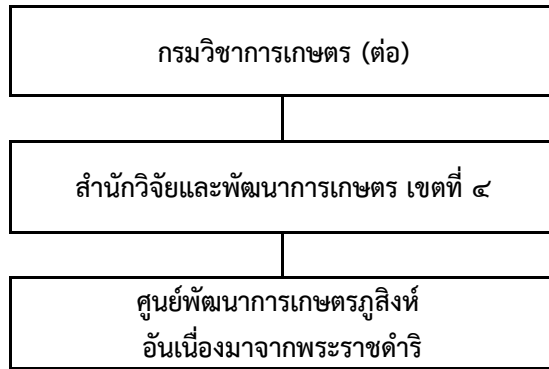 กรมวิชาการเกษตร (ต่อ)
สำนักวิจัยและพัฒนาการเกษตร เขตที่ ๔
ศูนย์พัฒนาการเกษตรภูสิงห์
อันเนื่องมาจากพระราชดำริ